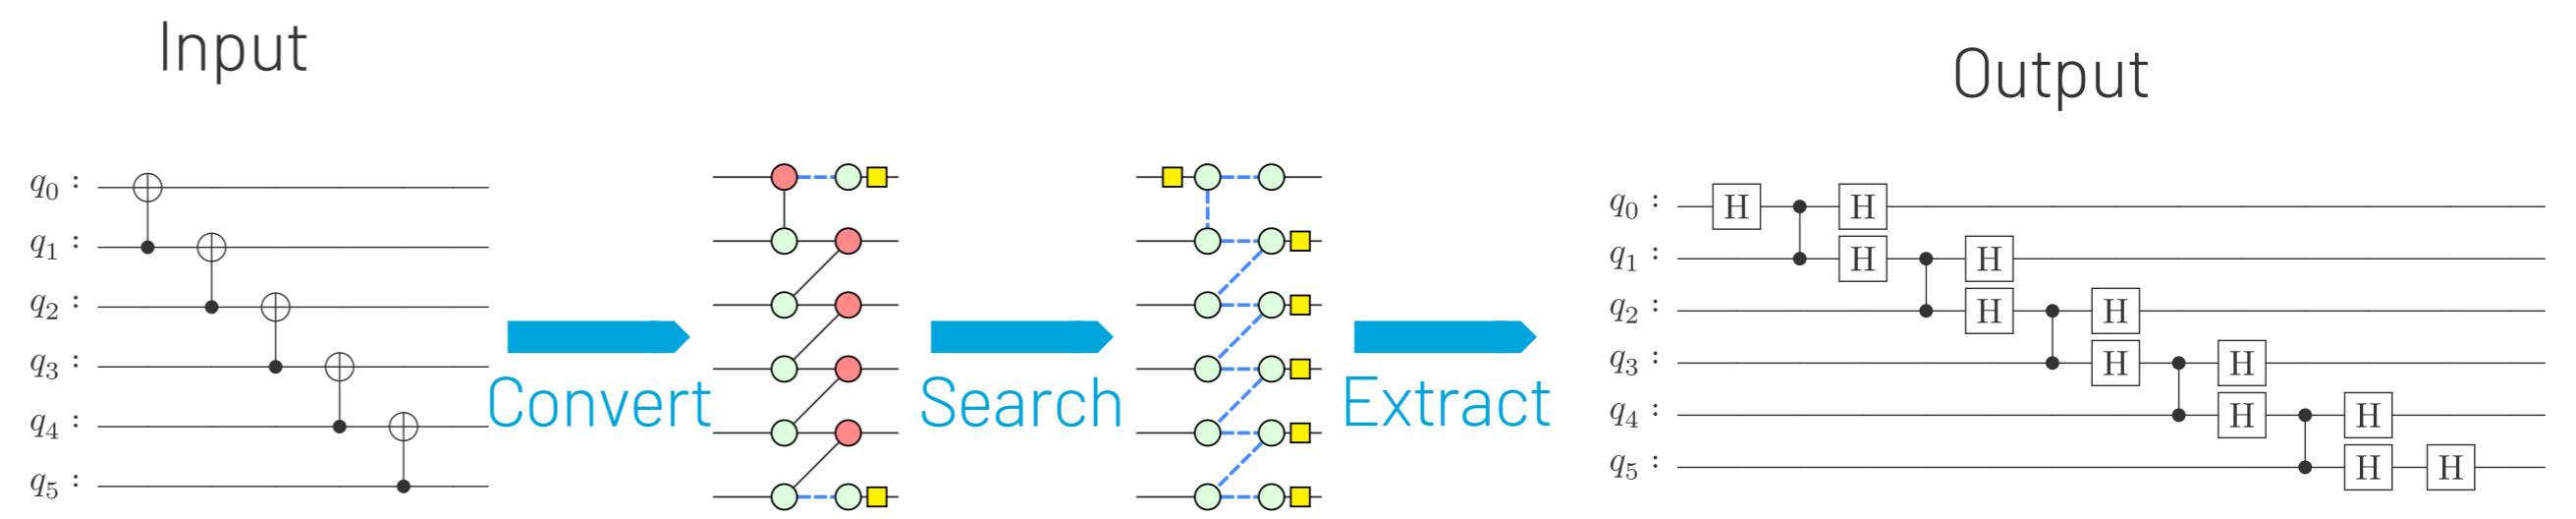 Input
Output
q0 :
q1 :
q2 :
q3 :
q4 :
q5 :
Convert
Search
Extract
q0 : H H
q1 : H H
q2 : H H
q3 : H H
q4 : H H
q5 : H H